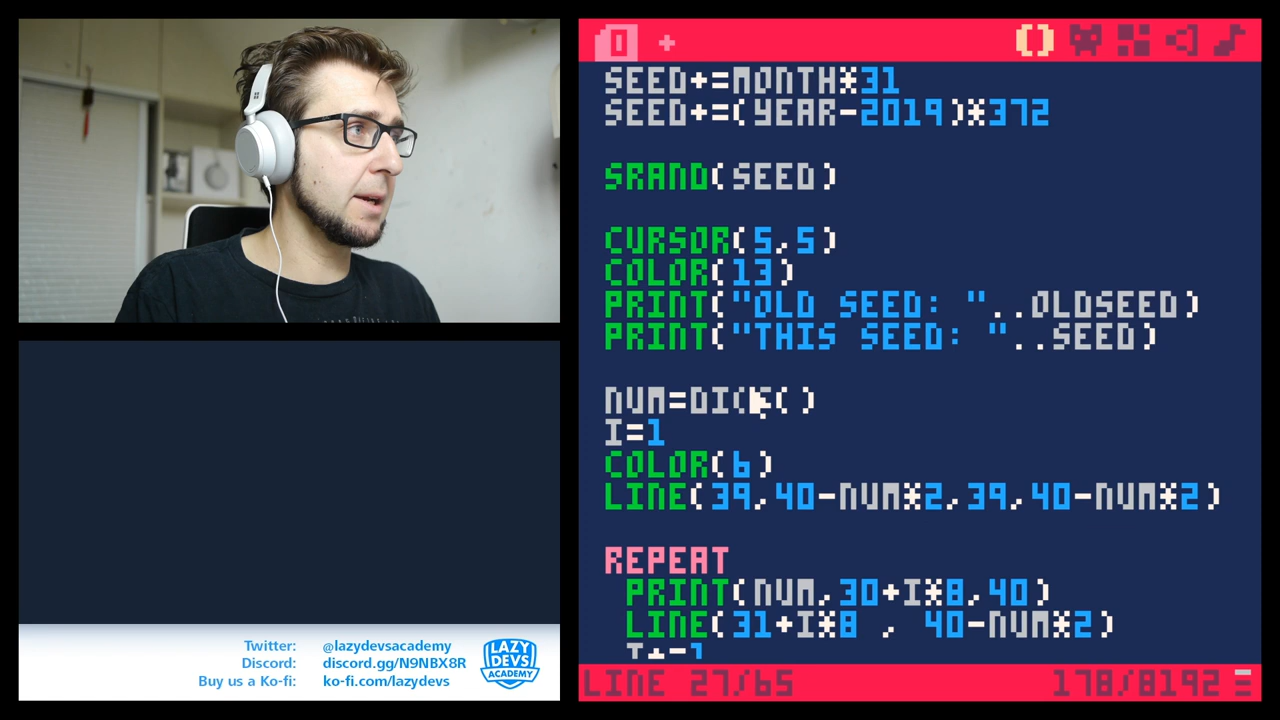 SEED+=MONTH*31
SEED+=(YEAR-2019)*372
SRAND(SEED)
CURSOR(5,5)
COLOR(13)
PRINT("OLD SEED: "..OLDSEED)
PRINT("THIS SEED: "..SEED)
I=1
COLOR(6)
LINE(39,40-NUM*2,39,40-NUM*2)
REPEAT
PRINT(NUM,30+I*8,40)
LINE(31+I*8 , 40-NUM*2)
LINE 27/65
178/8192
Twitter: @lazydevsacademy
Discord: discord.gg/N9NBX8R
Buy us a Ko-fi: ko-fi.com/lazydevs
LAZY
DEVS
ACADEMY